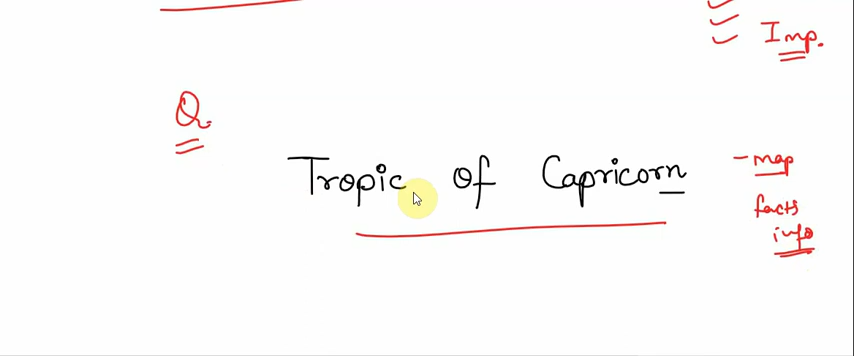 Imp.
Q.
Tropic of Capricorn
- map
facts
info